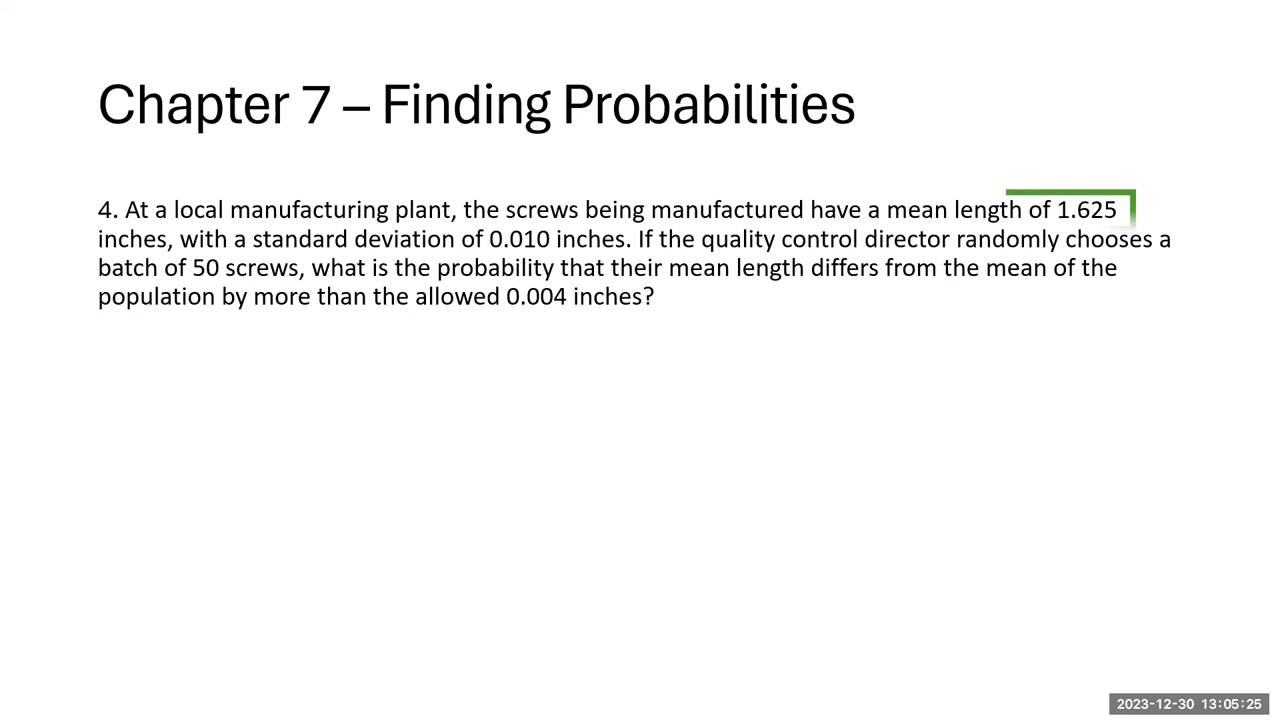 Chapter 7 – Finding Probabilities
4. At a local manufacturing plant, the screws being manufactured have a mean length of 1.625
inches, with a standard deviation of 0.010 inches. If the quality control director randomly chooses a
batch of 50 screws, what is the probability that their mean length differs from the mean of the
population by more than the allowed 0.004 inches?
2023-12-30 13:05:25